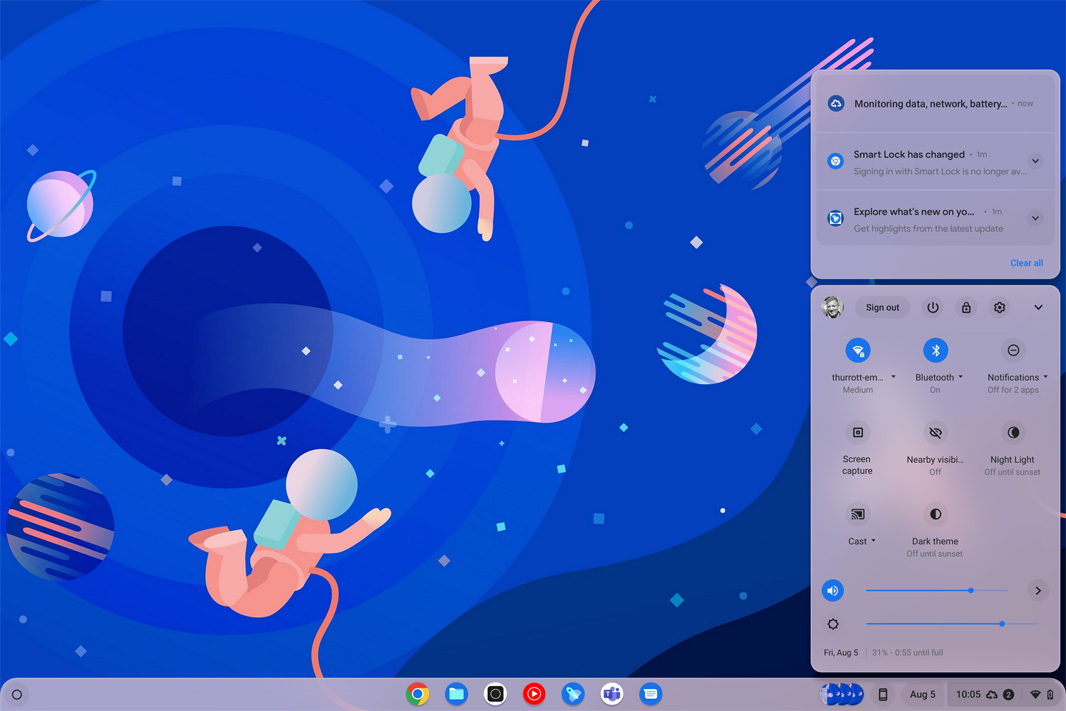 Monitoring data, network, battery... • now
Smart Lock has changed • 1m
Signing in with Smart Lock is no longer av...
Explore what's new on yo... • 1m
Get highlights from the latest update
Clear all
Sign out
thurrott-em...
Medium
Bluetooth
On
Notifications
Off for 2 apps
Screen
capture
Nearby visibi...
Off
Night Light
Off until sunset
Cast
Dark theme
Off until sunset
Fri, Aug 5
31% - 0:55 until full
Aug 5
10:05
2